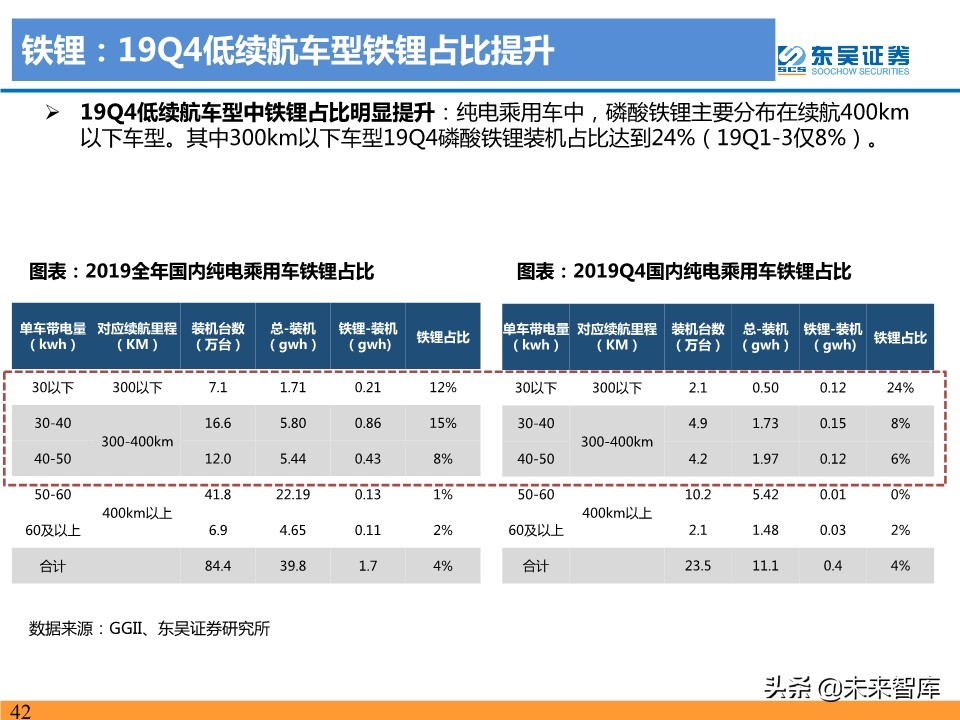 铁锂：19Q4低续航车型铁锂占比提升
SCS 东吴证券
SOOCHOW SECURITIES
➢ 19Q4低续航车型中铁锂占比明显提升：纯电乘用车中，磷酸铁锂主要分布在续航400km
以下车型。其中300km以下车型19Q4磷酸铁锂装机占比达到24%（19Q1-3仅8%）。
图表：2019全年国内纯电乘用车铁锂占比
单车带电量（kwh） 对应续航里程（KM） 装机台数（万台） 总-装机（gwh） 铁锂-装机（gwh) 铁锂占比
30以下 300以下 7.1 1.71 0.21 12%
30-40 300-400km 16.6 5.80 0.86 15%
40-50 12.0 5.44 0.43 8%
50-60 400km以上 41.8 22.19 0.13 1%
60及以上 6.9 4.65 0.11 2%
合计 84.4 39.8 1.7 4%
图表：2019Q4国内纯电乘用车铁锂占比
单车带电量（kwh） 对应续航里程（KM） 装机台数（万台） 总-装机（gwh） 铁锂-装机（gwh) 铁锂占比
30以下 300以下 2.1 0.50 0.12 24%
30-40 300-400km 4.9 1.73 0.15 8%
40-50 4.2 1.97 0.12 6%
50-60 400km以上 10.2 5.42 0.01 0%
60及以上 2.1 1.48 0.03 2%
合计 23.5 11.1 0.4 4%
数据来源：GGII、东吴证券研究所
头条 @未来智库
42